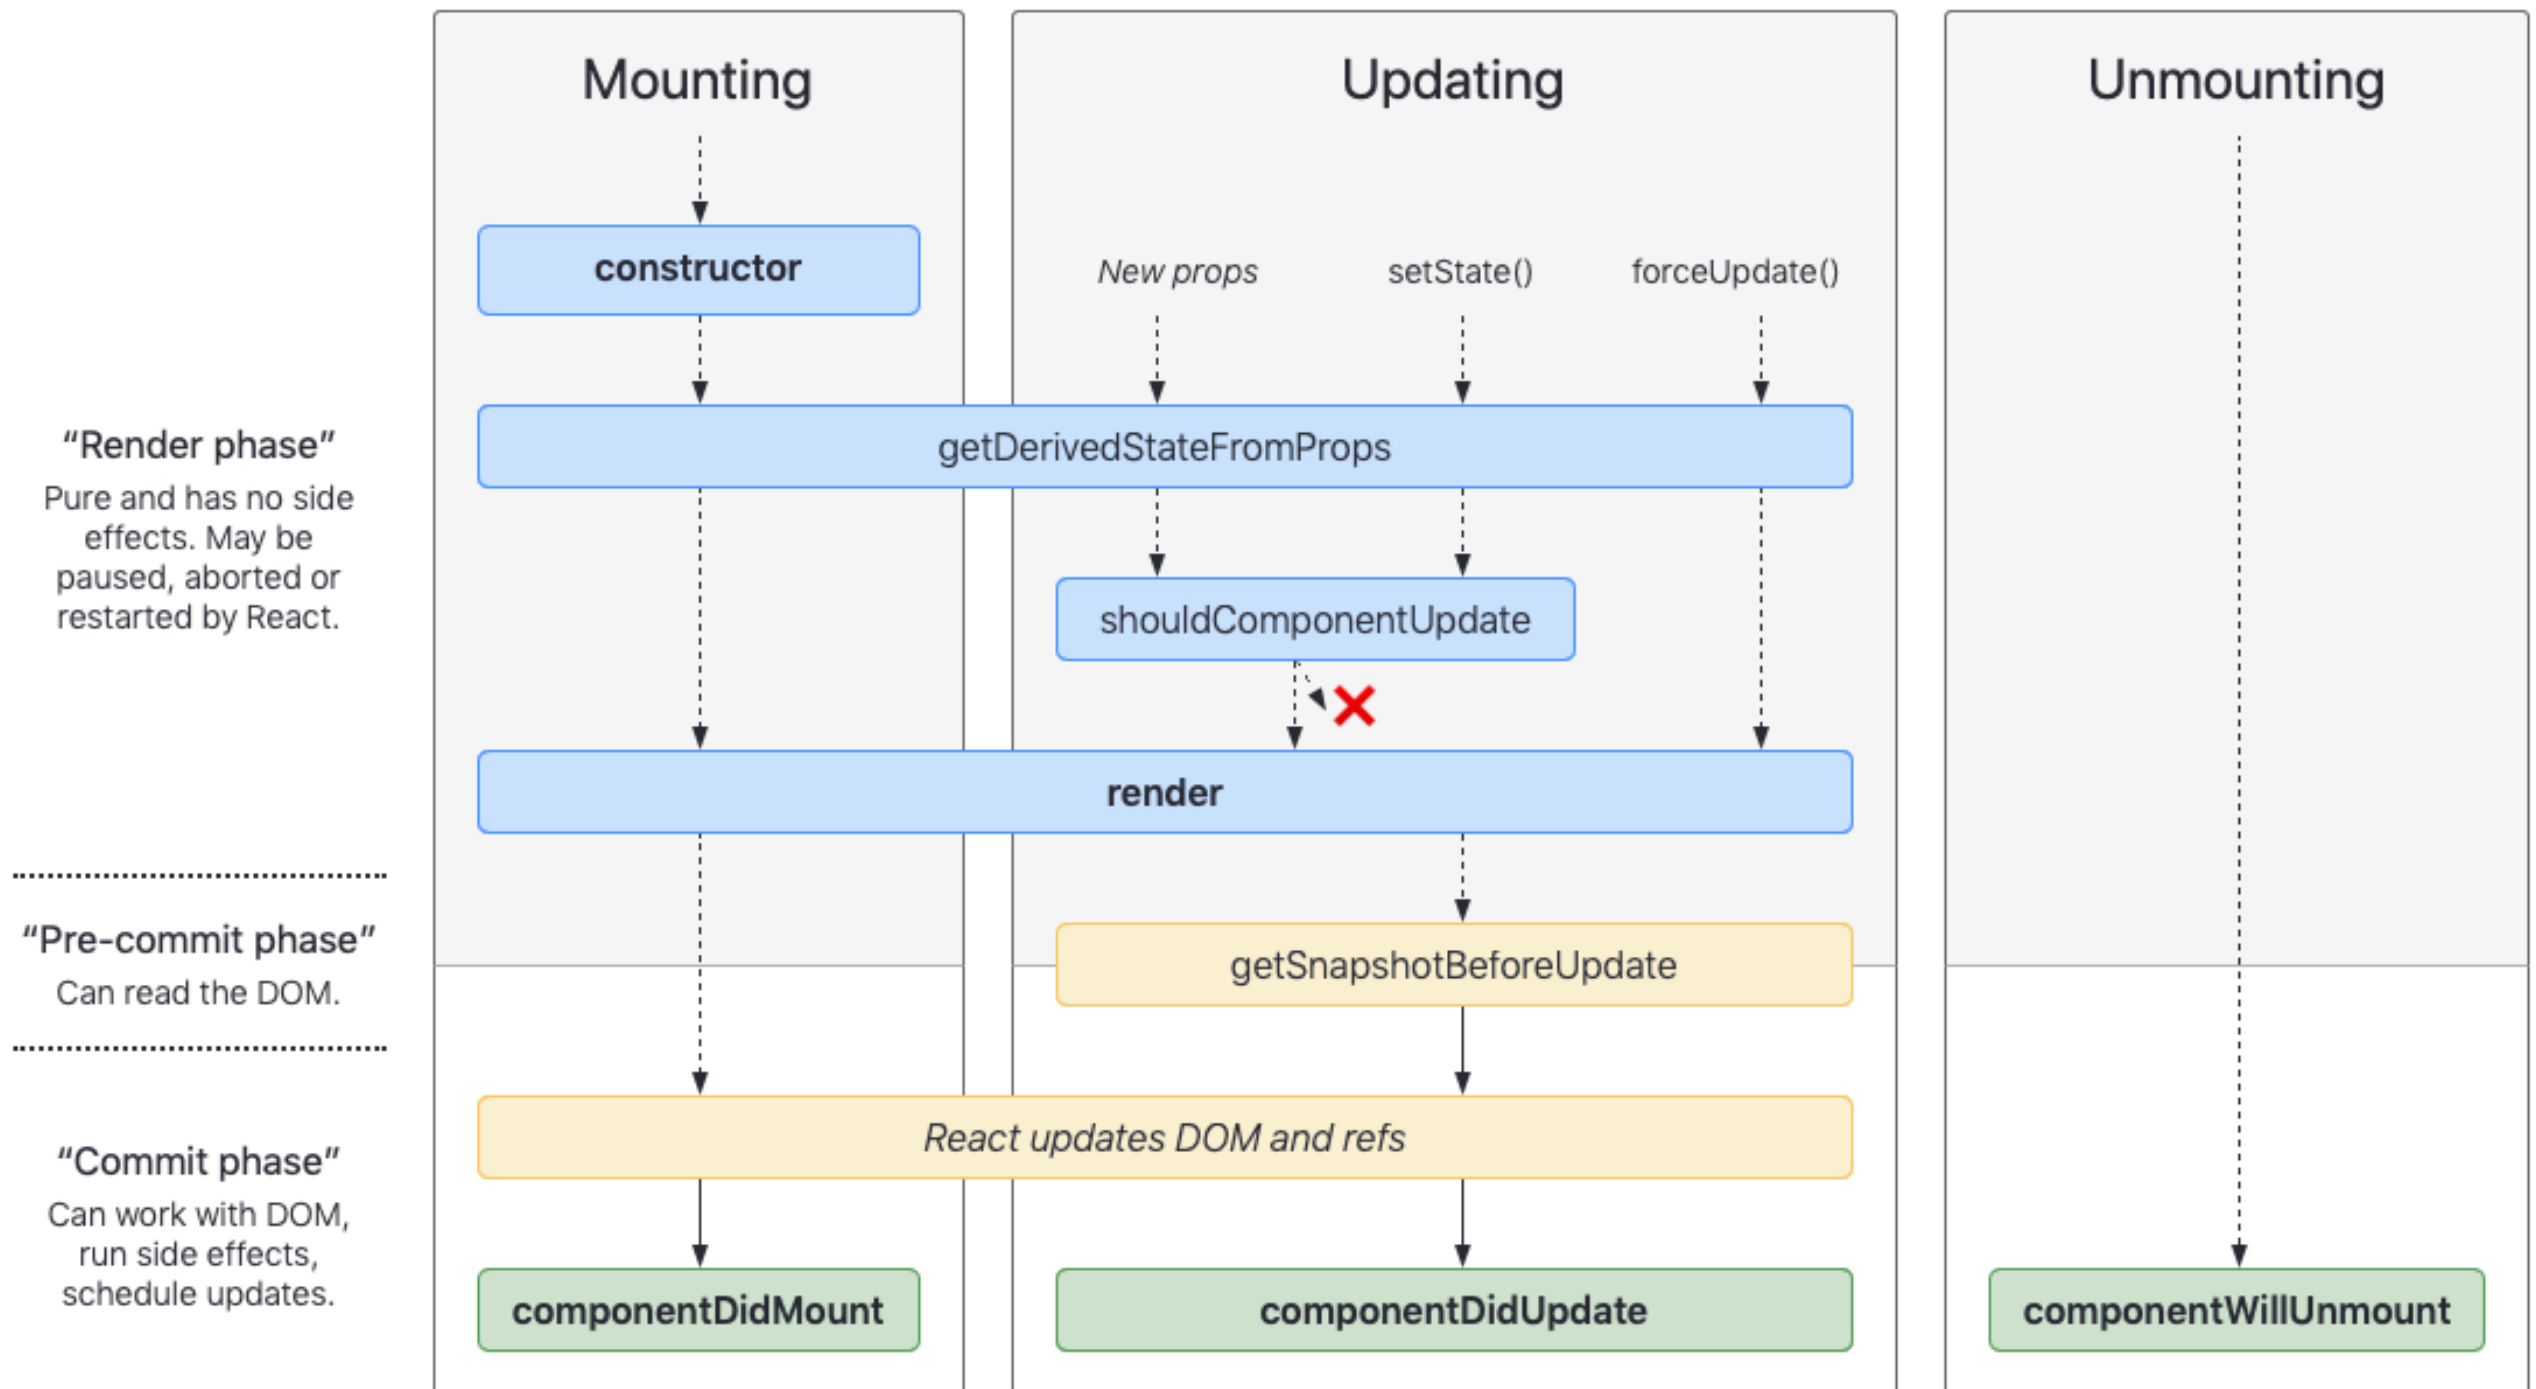 Mounting
Updating
Unmounting
constructor
New props
setState()
forceUpdate()
“Render phase”
Pure and has no side
effects. May be
paused, aborted or
restarted by React.
getDerivedStateFromProps
shouldComponentUpdate
render
“Pre-commit phase”
Can read the DOM.
getSnapshotBeforeUpdate
“Commit phase”
Can work with DOM,
run side effects,
schedule updates.
React updates DOM and refs
componentDidMount
componentDidUpdate
componentWillUnmount